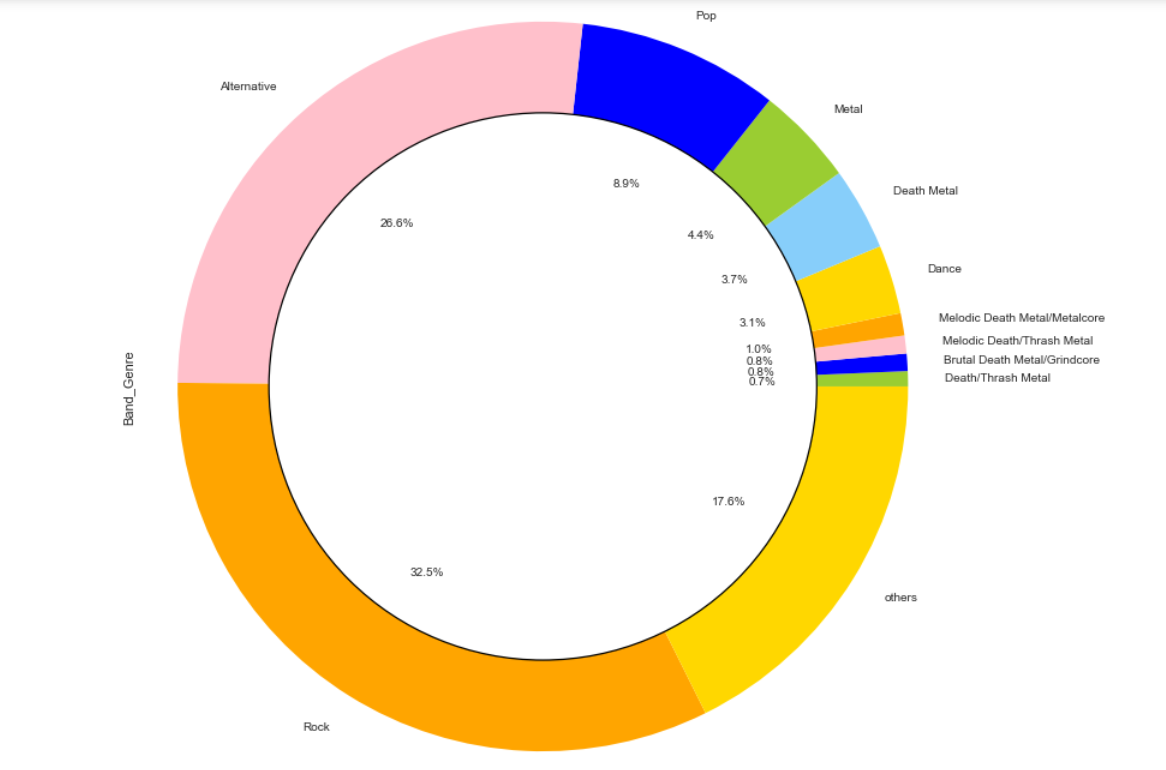 Pop
Alternative
Metal
8.9%
Death Metal
26.6%
4.4%
Dance
3.7%
Melodic Death Metal/Metalcore
3.1%
Melodic Death/Thrash Metal
1.0%
Brutal Death Metal/Grindcore
0.8%
0.8%
Death/Thrash Metal
0.7%
Band_Genre
17.6%
32.5%
others
Rock